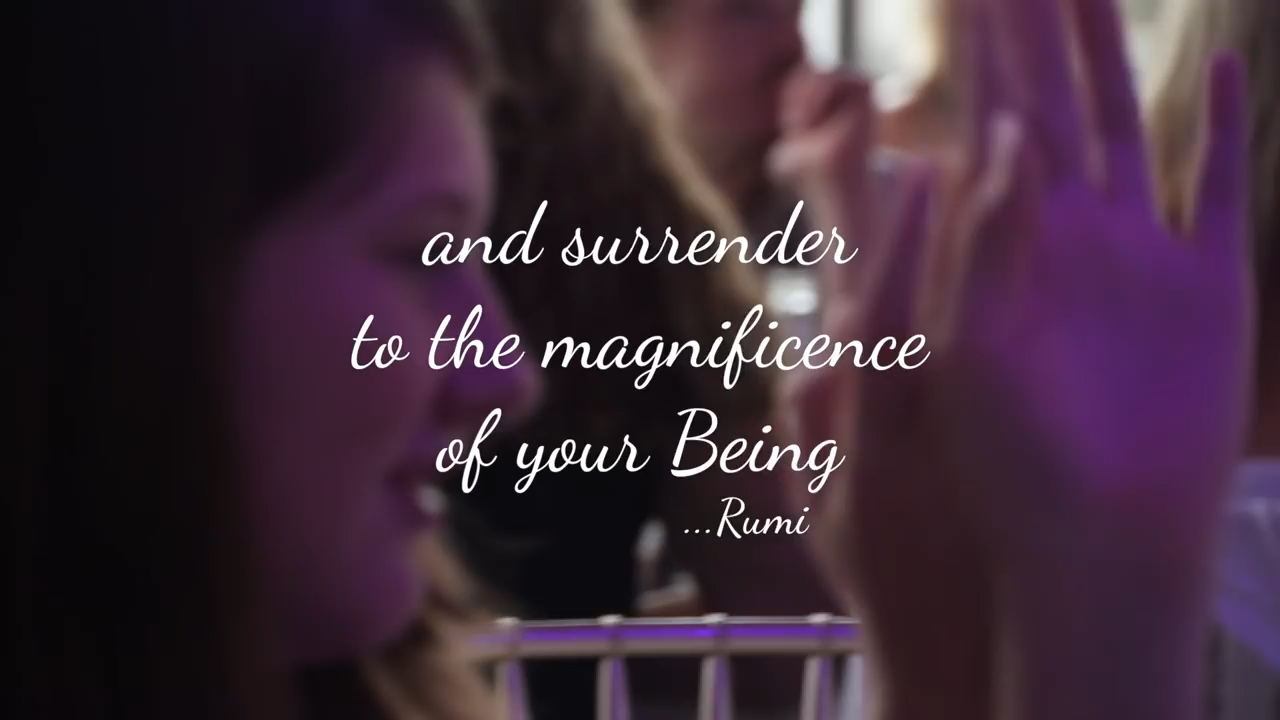 and surrender
to the magnificence
of your Being
...Rumi